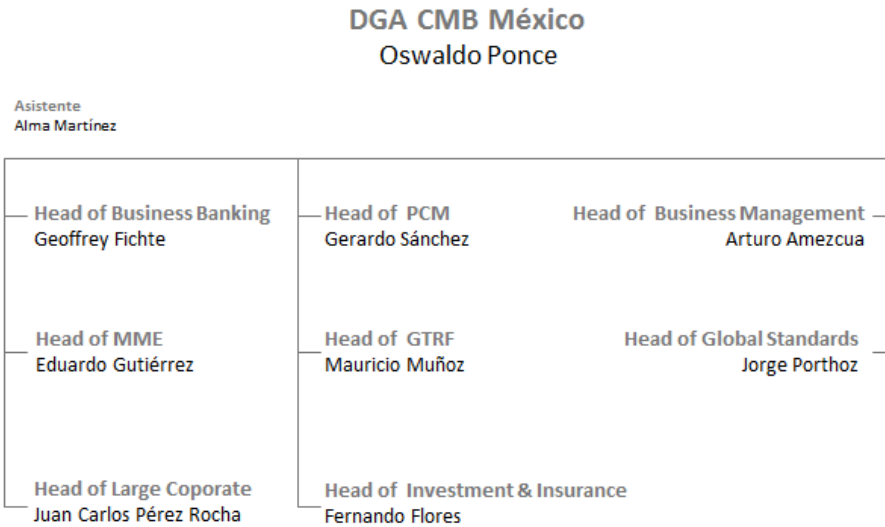 DGA CMB México
Oswaldo Ponce
Asistente
Alma Martínez
Head of Business Banking
Geoffrey Fichte
Head of PCM
Gerardo Sánchez
Head of Business Management
Arturo Amezcua
Head of MME
Eduardo Gutiérrez
Head of GTRF
Mauricio Muñoz
Head of Global Standards
Jorge Porthoz
Head of Large Coporate
Juan Carlos Pérez Rocha
Head of Investment & Insurance
Fernando Flores